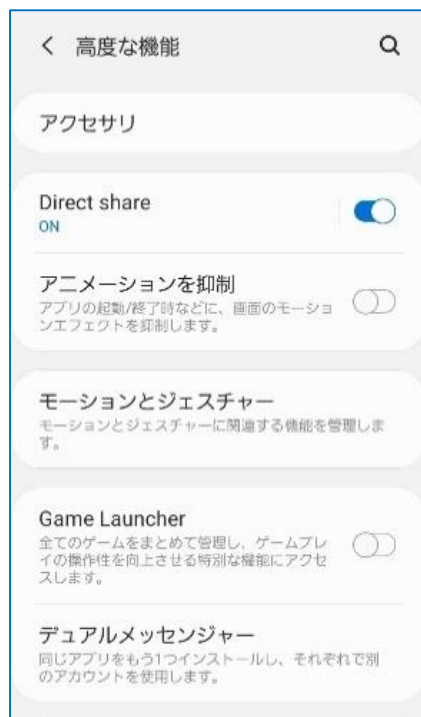 高度な機能
アクセサリ
Direct share
ON
アニメーションを抑制
アプリの起動/終了時などに、画面のモーショ
ンエフェクトを抑制します。
モーションとジェスチャー
モーションとジェスチャーに関連する機能を管理しま
す。
Game Launcher
全てのゲームをまとめて管理し、ゲームプレ
イの操作性を向上させる特別な機能にアクセ
スします。
デュアルメッセンジャー
同じアプリをもう1つインストールし、それぞれで別
のアカウントを使用します。